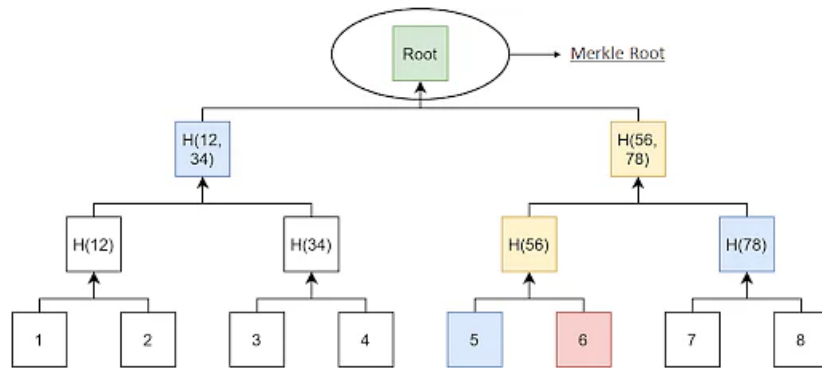 Root
Merkle Root
H(12,
34)
H(56,
78)
H(12)
H(34)
H(56)
H(78)
1
2
3
4
5
6
7
8